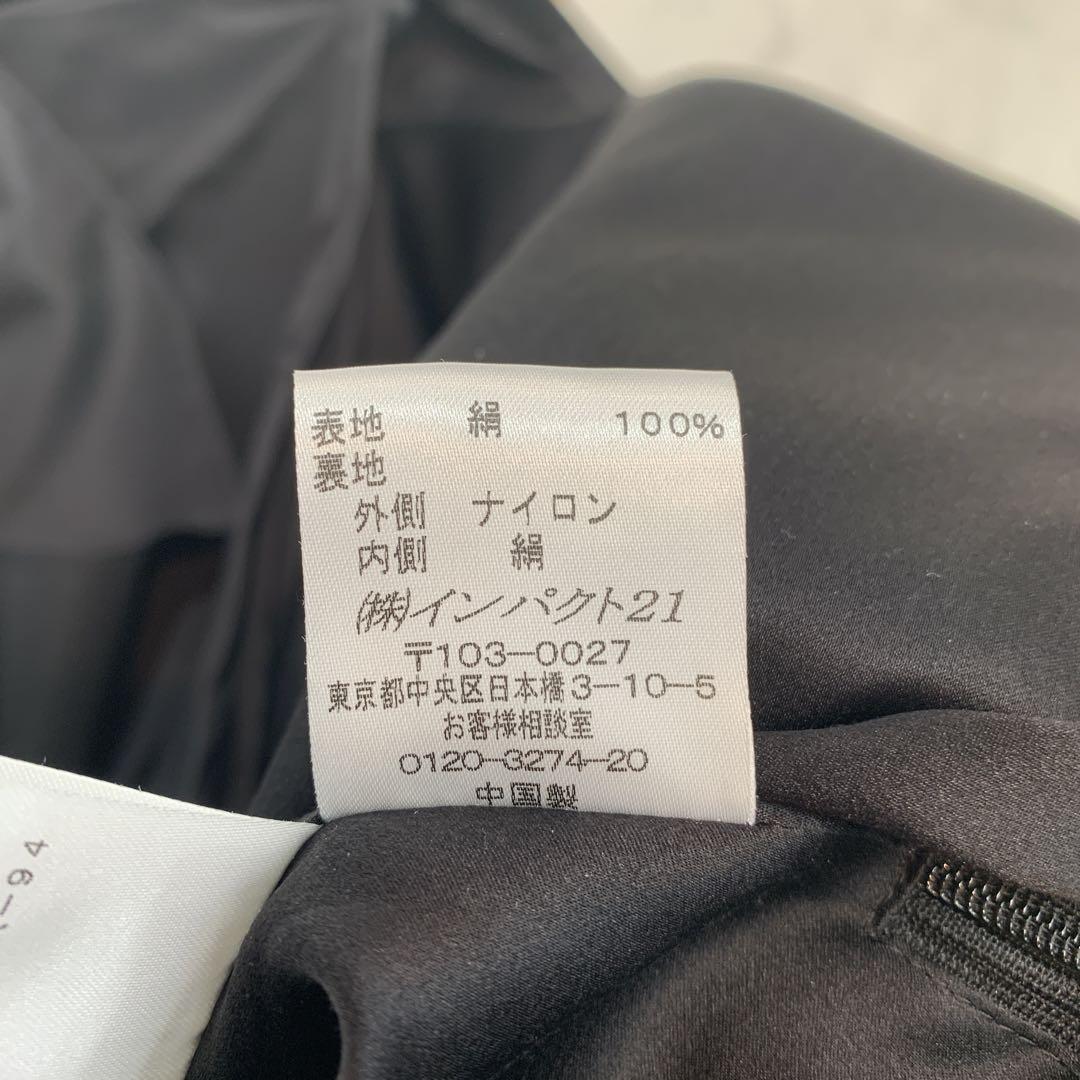 表地 絹 100%
裏地
外側 ナイロン
内側 絹
(株)インパクト21
〒103-0027
東京都中央区日本橋3-10-5
お客様相談室
0120-3274-20
中国製
-94